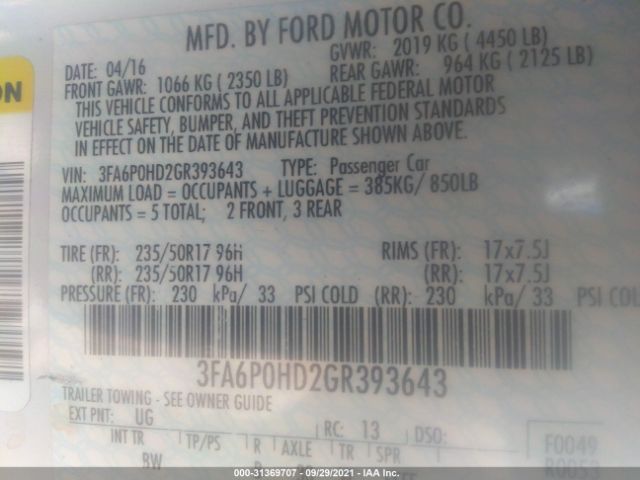 MFD. BY FORD MOTOR CO.
DATE: 04/16
GVWR: 2019 KG ( 4450 LB)
FRONT GAWR: 1066 KG ( 2350 LB)
REAR GAWR: 964 KG ( 2125 LB)
THIS VEHICLE CONFORMS TO ALL APPLICABLE FEDERAL MOTOR
VEHICLE SAFETY, BUMPER, AND THEFT PREVENTION STANDARDS
IN EFFECT ON THE DATE OF MANUFACTURE SHOWN ABOVE.
VIN: 3FA6P0HD2GR393643 TYPE: Passenger Car
MAXIMUM LOAD = OCCUPANTS + LUGGAGE = 385KG/ 850LB
OCCUPANTS = 5 TOTAL; 2 FRONT, 3 REAR
TIRE (FR): 235/50R17 96H RIMS (FR): 17x7.5J
(RR): 235/50R17 96H (RR): 17x7.5J
PRESSURE (FR): 230 kPa/ 33 PSI COLD (RR): 230 kPa/ 33 PSI COL
3FA6P0HD2GR393643
TRAILER TOWING - SEE OWNER GUIDE
EXT PNT: UG RC: 13 DSO:
INT TR TP/PS R AXLE TR SPR
F0049
BW
R0053
ON
000-31369707 - 09/29/2021 - IAA Inc.